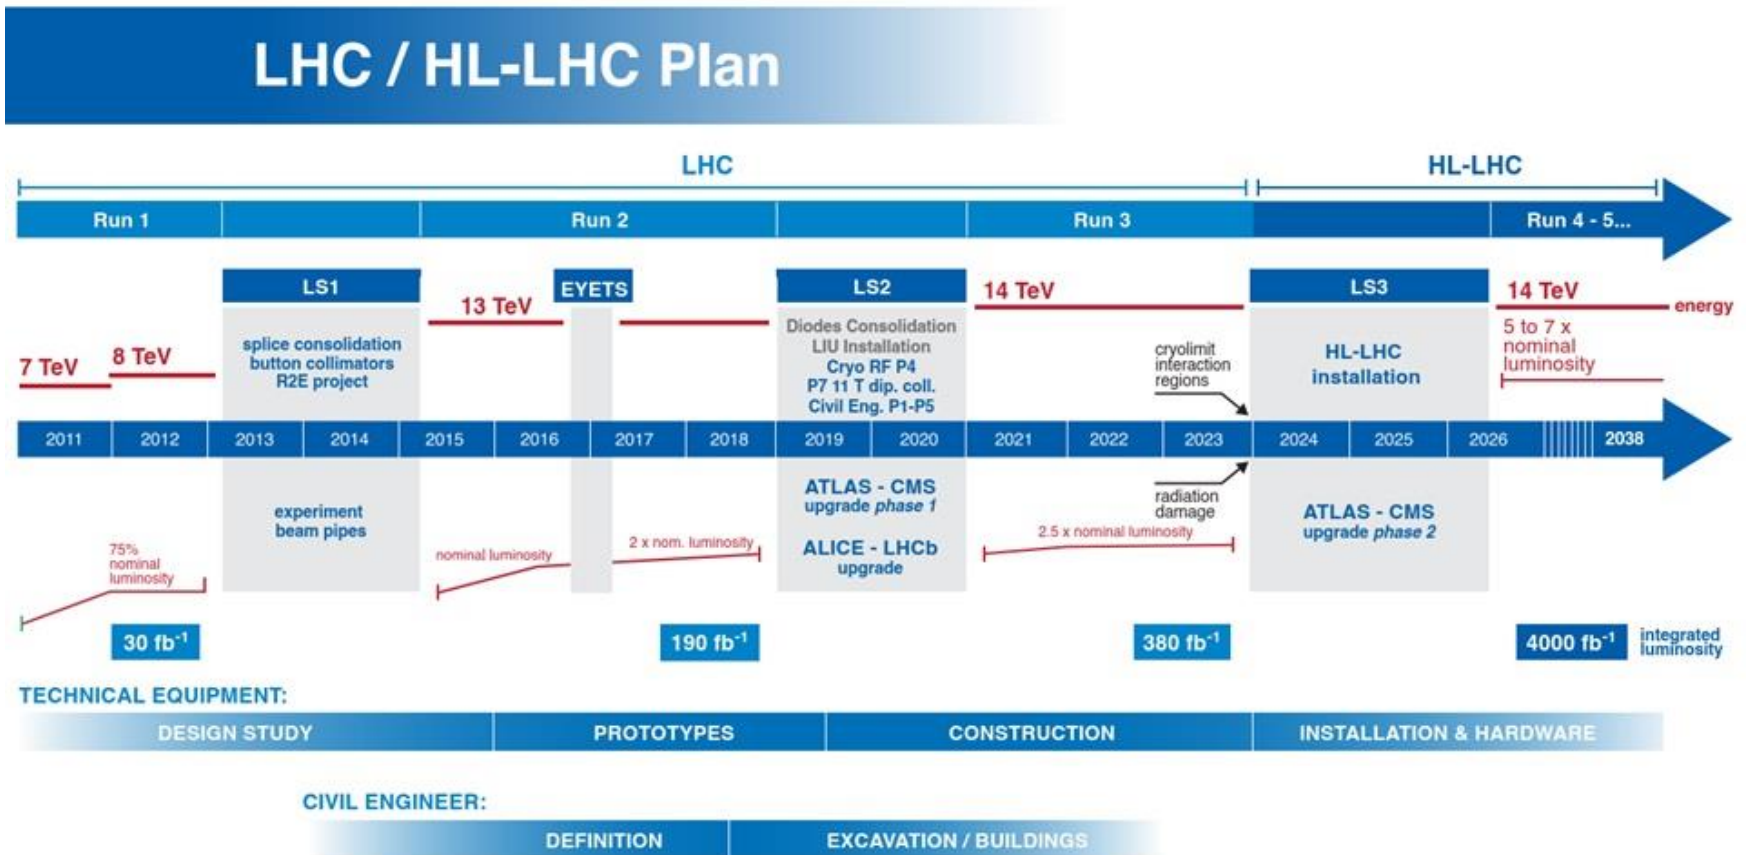 LHC / HL-LHC Plan
LHC
HL-LHC
Run 1
Run 2
Run 3
Run 4 - 5...
LS1
EYETS
LS2
LS3
7 TeV
8 TeV
13 TeV
14 TeV
14 TeV
energy
splice consolidation
button collimators
R2E project
Diodes Consolidation
LIU Installation
Cryo RF P4
P7 11 T dip. coll.
Civil Eng. P1-P5
cryolimit
interaction
regions
HL-LHC
installation
5 to 7 x
nominal
luminosity
2011
2012
2013
2014
2015
2016
2017
2018
2019
2020
2021
2022
2023
2024
2025
2026
2038
75%
nominal
luminosity
experiment
beam pipes
nominal luminosity
2 x nom. luminosity
ATLAS - CMS
upgrade phase 1
ALICE - LHCb
upgrade
2.5 x nominal luminosity
radiation
damage
ATLAS - CMS
upgrade phase 2
30 fb⁻¹
190 fb⁻¹
380 fb⁻¹
4000 fb⁻¹
integrated
luminosity
TECHNICAL EQUIPMENT:
DESIGN STUDY
PROTOTYPES
CONSTRUCTION
INSTALLATION & HARDWARE
CIVIL ENGINEER:
DEFINITION
EXCAVATION / BUILDINGS